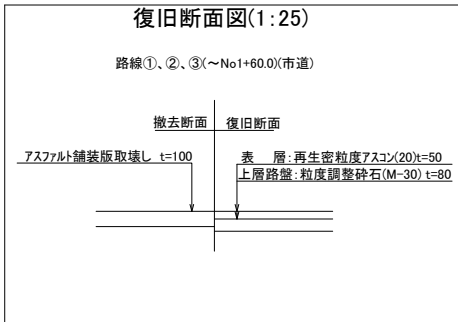 復旧断面図(1:25)
路線①、②、③(～No1+60.0)(市道)
撤去断面 復旧断面
アスファルト舗装版取壊し t=100
表 層:再生密粒度アスコン(20)t=50
上層路盤:粒度調整砕石(M-30) t=80